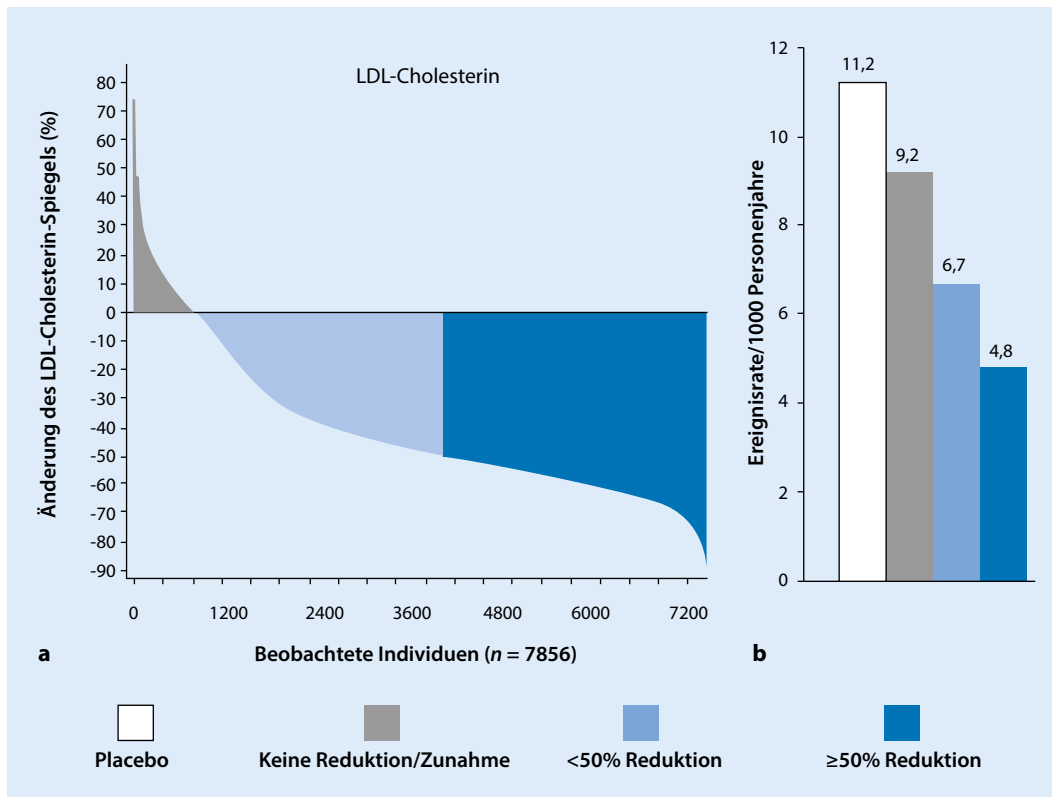 LDL-Cholesterin
Änderung des LDL-Cholesterin-Spiegels (%)
80
70
60
50
40
30
20
10
0
-10
-20
-30
-40
-50
-60
-70
-80
-90
0 1200 2400 3600 4800 6000 7200
Beobachtete Individuen (n = 7856)
a
Ereignisrate/1000 Personenjahre
12
10
8
6
4
2
0
11,2
9,2
6,7
4,8
b
Placebo
Keine Reduktion/Zunahme
<50% Reduktion
≥50% Reduktion